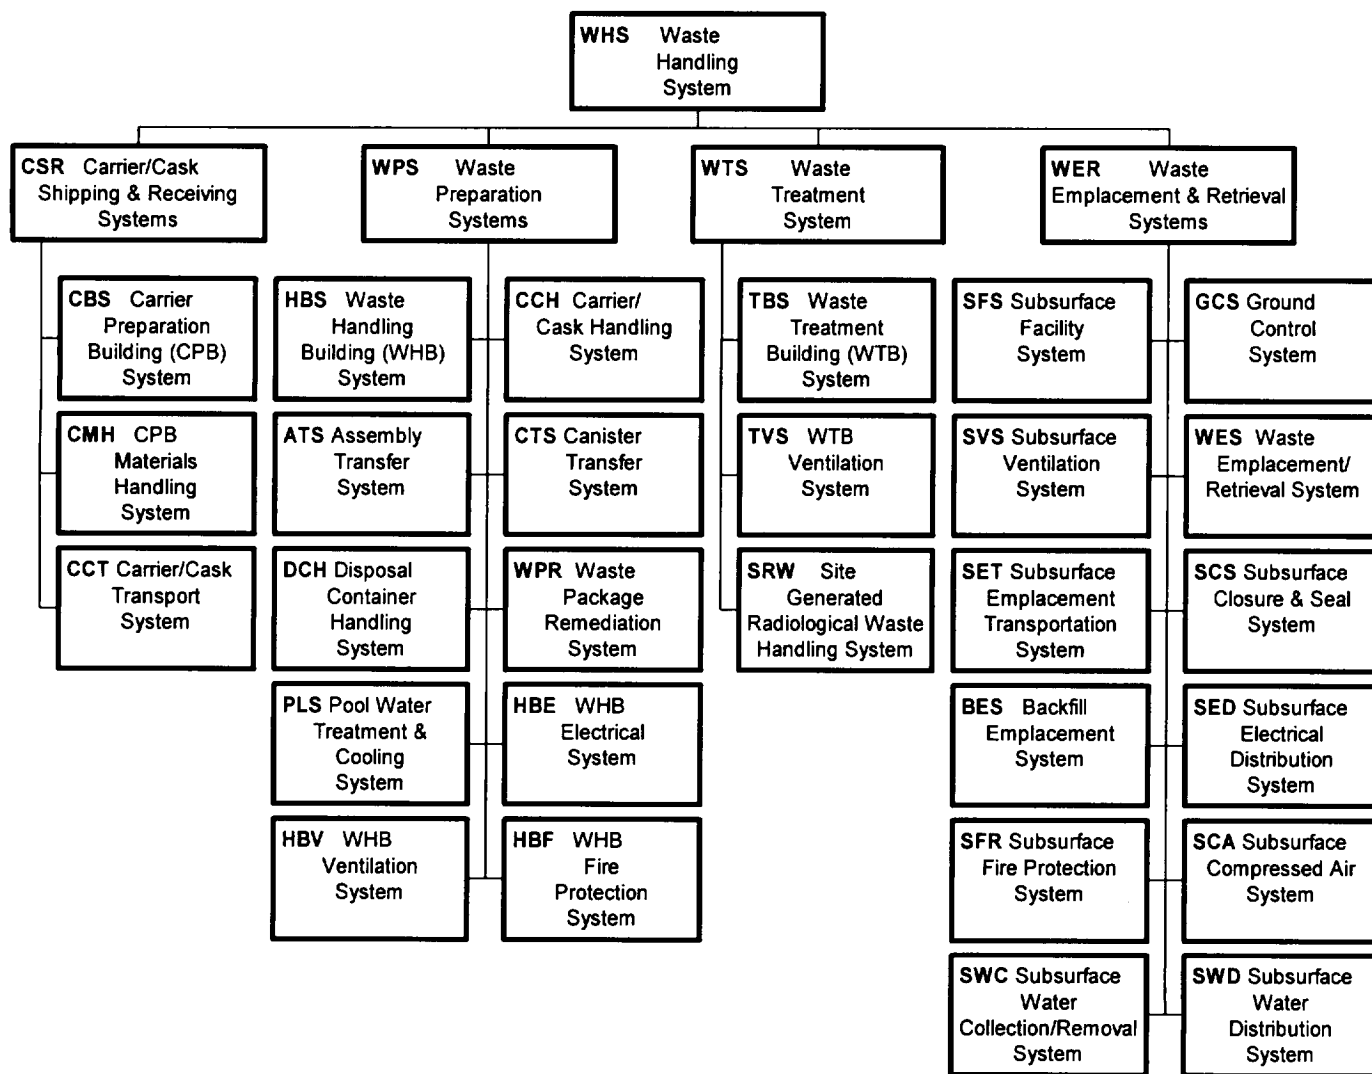 WHS Waste
Handling
System
CSR Carrier/Cask
Shipping & Receiving
Systems
WPS Waste
Preparation
Systems
WTS Waste
Treatment
System
WER Waste
Emplacement & Retrieval
Systems
CBS Carrier
Preparation
Building (CPB)
System
CMH CPB
Materials
Handling
System
CCT Carrier/Cask
Transport
System
HBS Waste
Handling
Building (WHB)
System
CCH Carrier/
Cask Handling
System
ATS Assembly
Transfer
System
CTS Canister
Transfer
System
DCH Disposal
Container
Handling
System
WPR Waste
Package
Remediation
System
PLS Pool Water
Treatment &
Cooling
System
HBE WHB
Electrical
System
HBV WHB
Ventilation
System
HBF WHB
Fire
Protection
System
TBS Waste
Treatment
Building (WTB)
System
TVS WTB
Ventilation
System
SRW Site
Generated
Radiological Waste
Handling System
SFS Subsurface
Facility
System
GCS Ground
Control
System
SVS Subsurface
Ventilation
System
WES Waste
Emplacement/
Retrieval System
SET Subsurface
Emplacement
Transportation
System
SCS Subsurface
Closure & Seal
System
BES Backfill
Emplacement
System
SED Subsurface
Electrical
Distribution
System
SFR Subsurface
Fire Protection
System
SCA Subsurface
Compressed Air
System
SWC Subsurface
Water
Collection/Removal
System
SWD Subsurface
Water
Distribution
System